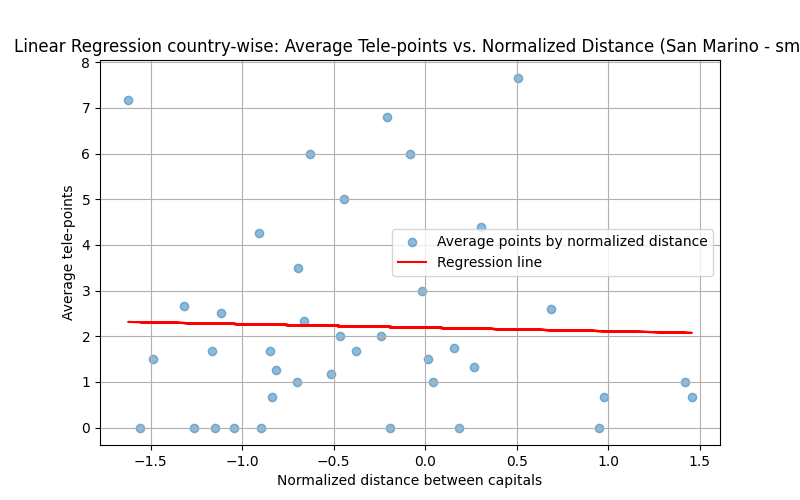 Linear Regression country-wise: Average Tele-points vs. Normalized Distance (San Marino - sm
8
7
6
5
4
3
2
1
0
Average tele-points
Average points by normalized distance
Regression line
−1.5 −1.0 −0.5 0.0 0.5 1.0 1.5
Normalized distance between capitals